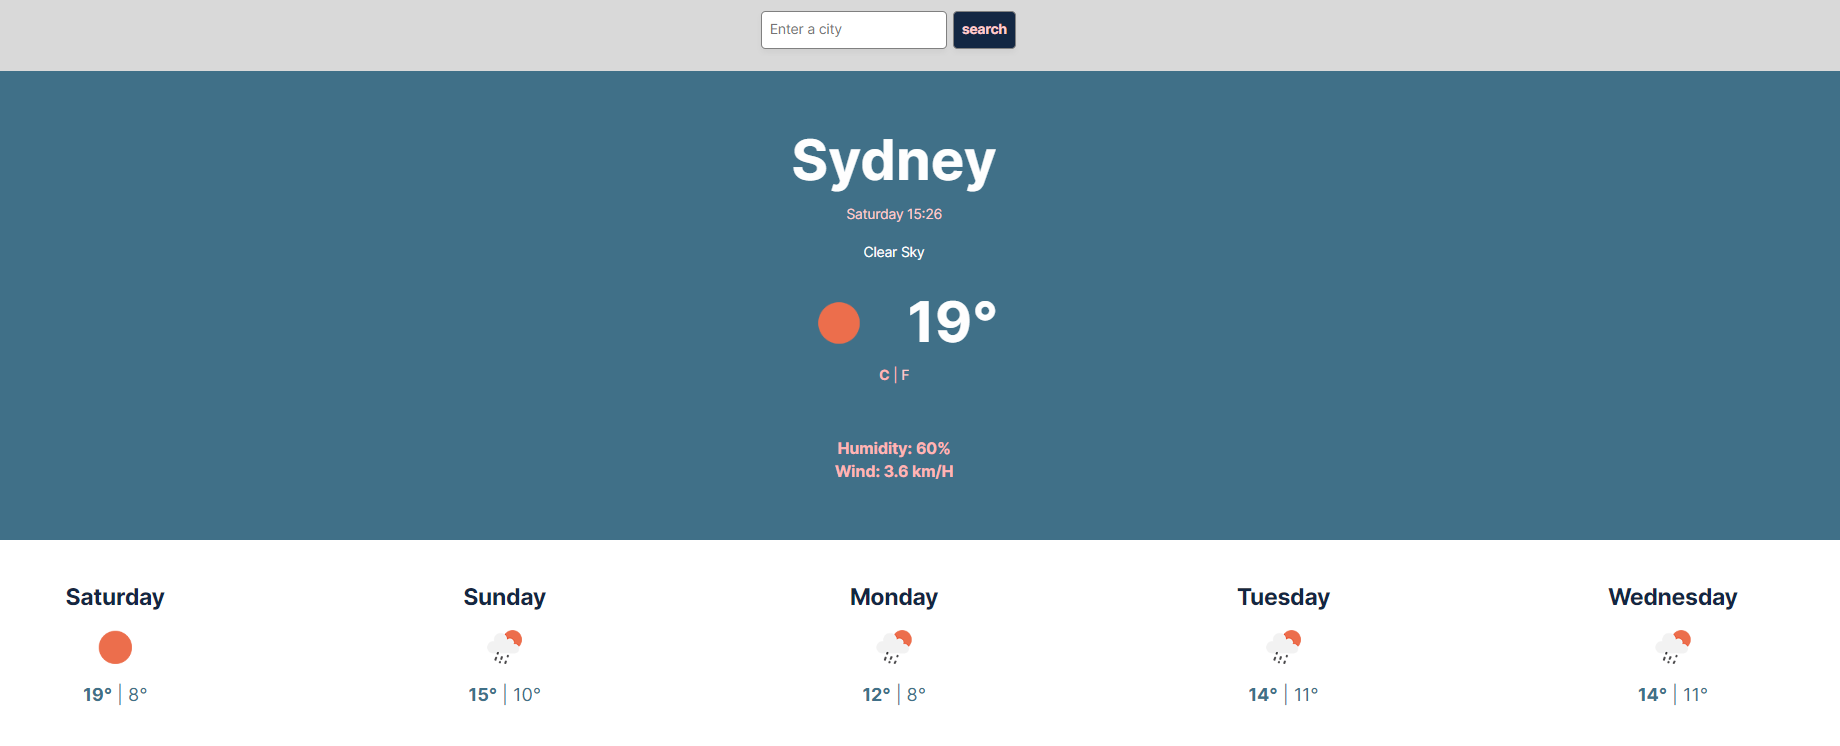 Enter a city search
Sydney
Saturday 15:26
Clear Sky
19°
C | F
Humidity: 60%
Wind: 3.6 km/H
Saturday Sunday Monday Tuesday Wednesday
19° | 8° 15° | 10° 12° | 8° 14° | 11° 14° | 11°